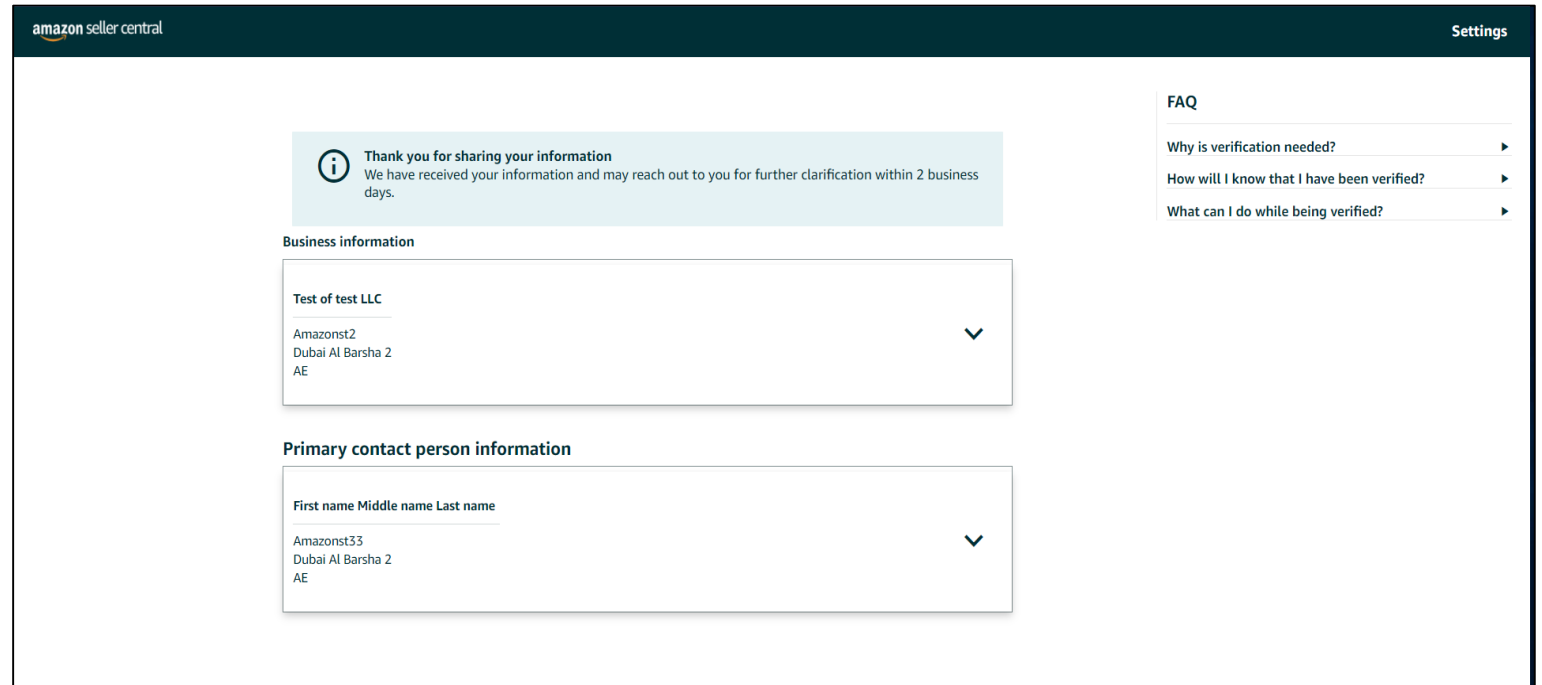 amazon seller central
Settings
Thank you for sharing your information
We have received your information and may reach out to you for further clarification within 2 business
days.
Business information
Test of test LLC
Amazonst2
Dubai Al Barsha 2
AE
Primary contact person information
First name Middle name Last name
Amazonst33
Dubai Al Barsha 2
AE
FAQ
Why is verification needed?
How will I know that I have been verified?
What can I do while being verified?